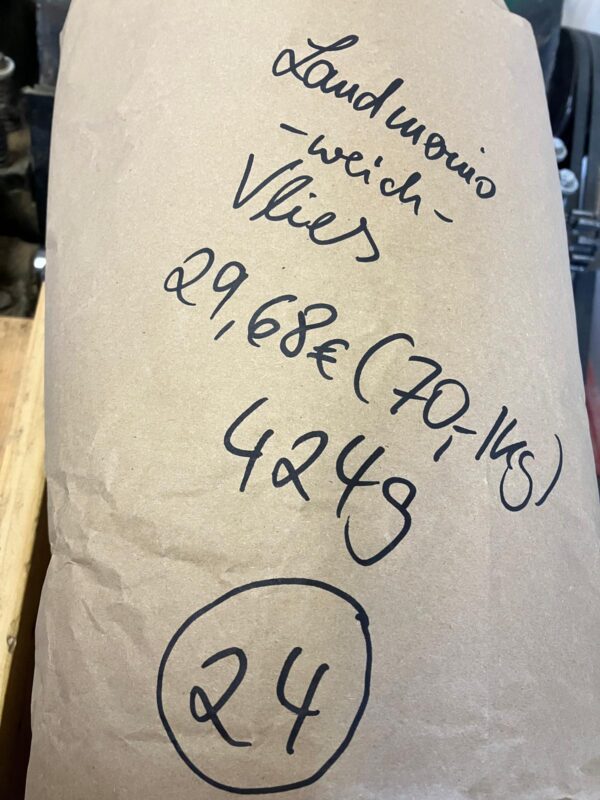 Landmerino
-weich-
Vlies
29,68€ (70,-/kg)
424g
24